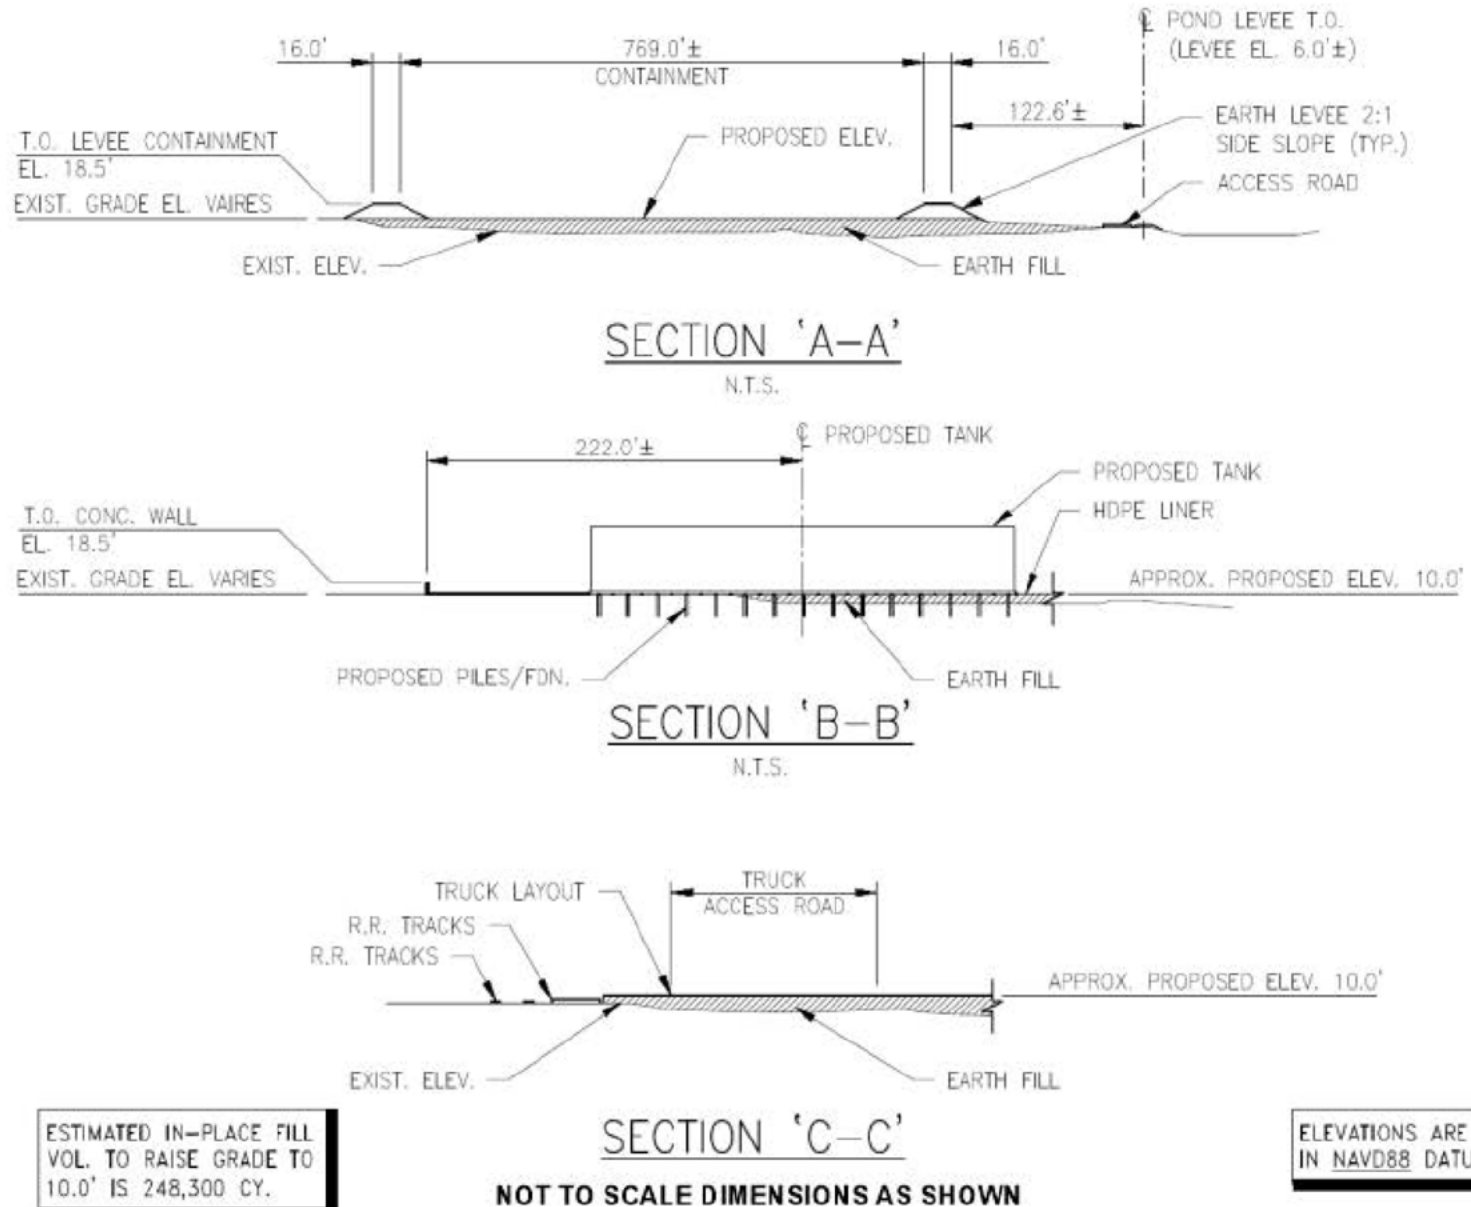 ℄ POND LEVEE T.O.
(LEVEE EL. 6.0'±)
16.0'
769.0'±
CONTAINMENT
16.0'
122.6'±
EARTH LEVEE 2:1
SIDE SLOPE (TYP.)
ACCESS ROAD
PROPOSED ELEV.
T.O. LEVEE CONTAINMENT
EL. 18.5'
EXIST. GRADE EL. VAIRES
EXIST. ELEV.
EARTH FILL
SECTION 'A-A'
N.T.S.
℄ PROPOSED TANK
222.0'±
PROPOSED TANK
HDPE LINER
T.O. CONC. WALL
EL. 18.5'
EXIST. GRADE EL. VARIES
APPROX. PROPOSED ELEV. 10.0'
PROPOSED PILES/FDN.
EARTH FILL
SECTION 'B-B'
N.T.S.
TRUCK LAYOUT
TRUCK
ACCESS ROAD
R.R. TRACKS
R.R. TRACKS
APPROX. PROPOSED ELEV. 10.0'
EXIST. ELEV.
EARTH FILL
SECTION 'C-C'
NOT TO SCALE DIMENSIONS AS SHOWN
ESTIMATED IN-PLACE FILL
VOL. TO RAISE GRADE TO
10.0' IS 248,300 CY.
ELEVATIONS ARE
IN NAVD88 DATU